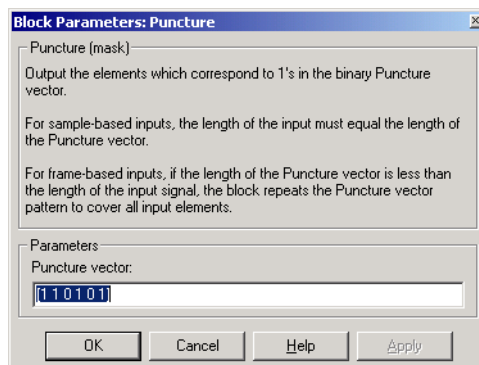 Block Parameters: Puncture
Puncture (mask)
Output the elements which correspond to 1's in the binary Puncture
vector.
For sample-based inputs, the length of the input must equal the length of
the Puncture vector.
For frame-based inputs, if the length of the Puncture vector is less than
the length of the input signal, the block repeats the Puncture vector
pattern to cover all input elements.
Parameters
Puncture vector:
[1 1 0 1 0 1]
OK Cancel Help Apply